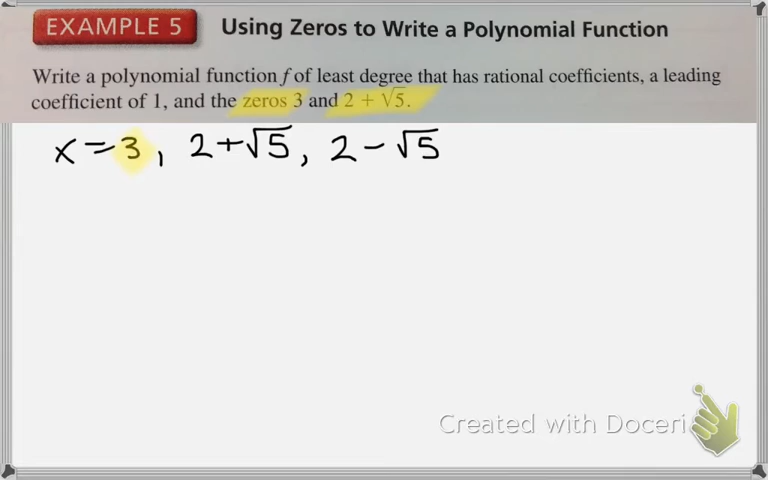 EXAMPLE 5 Using Zeros to Write a Polynomial Function
Write a polynomial function f of least degree that has rational coefficients, a leading
coefficient of 1, and the zeros 3 and 2 + √5.
x = 3, 2+√5, 2-√5
Created with Doceri